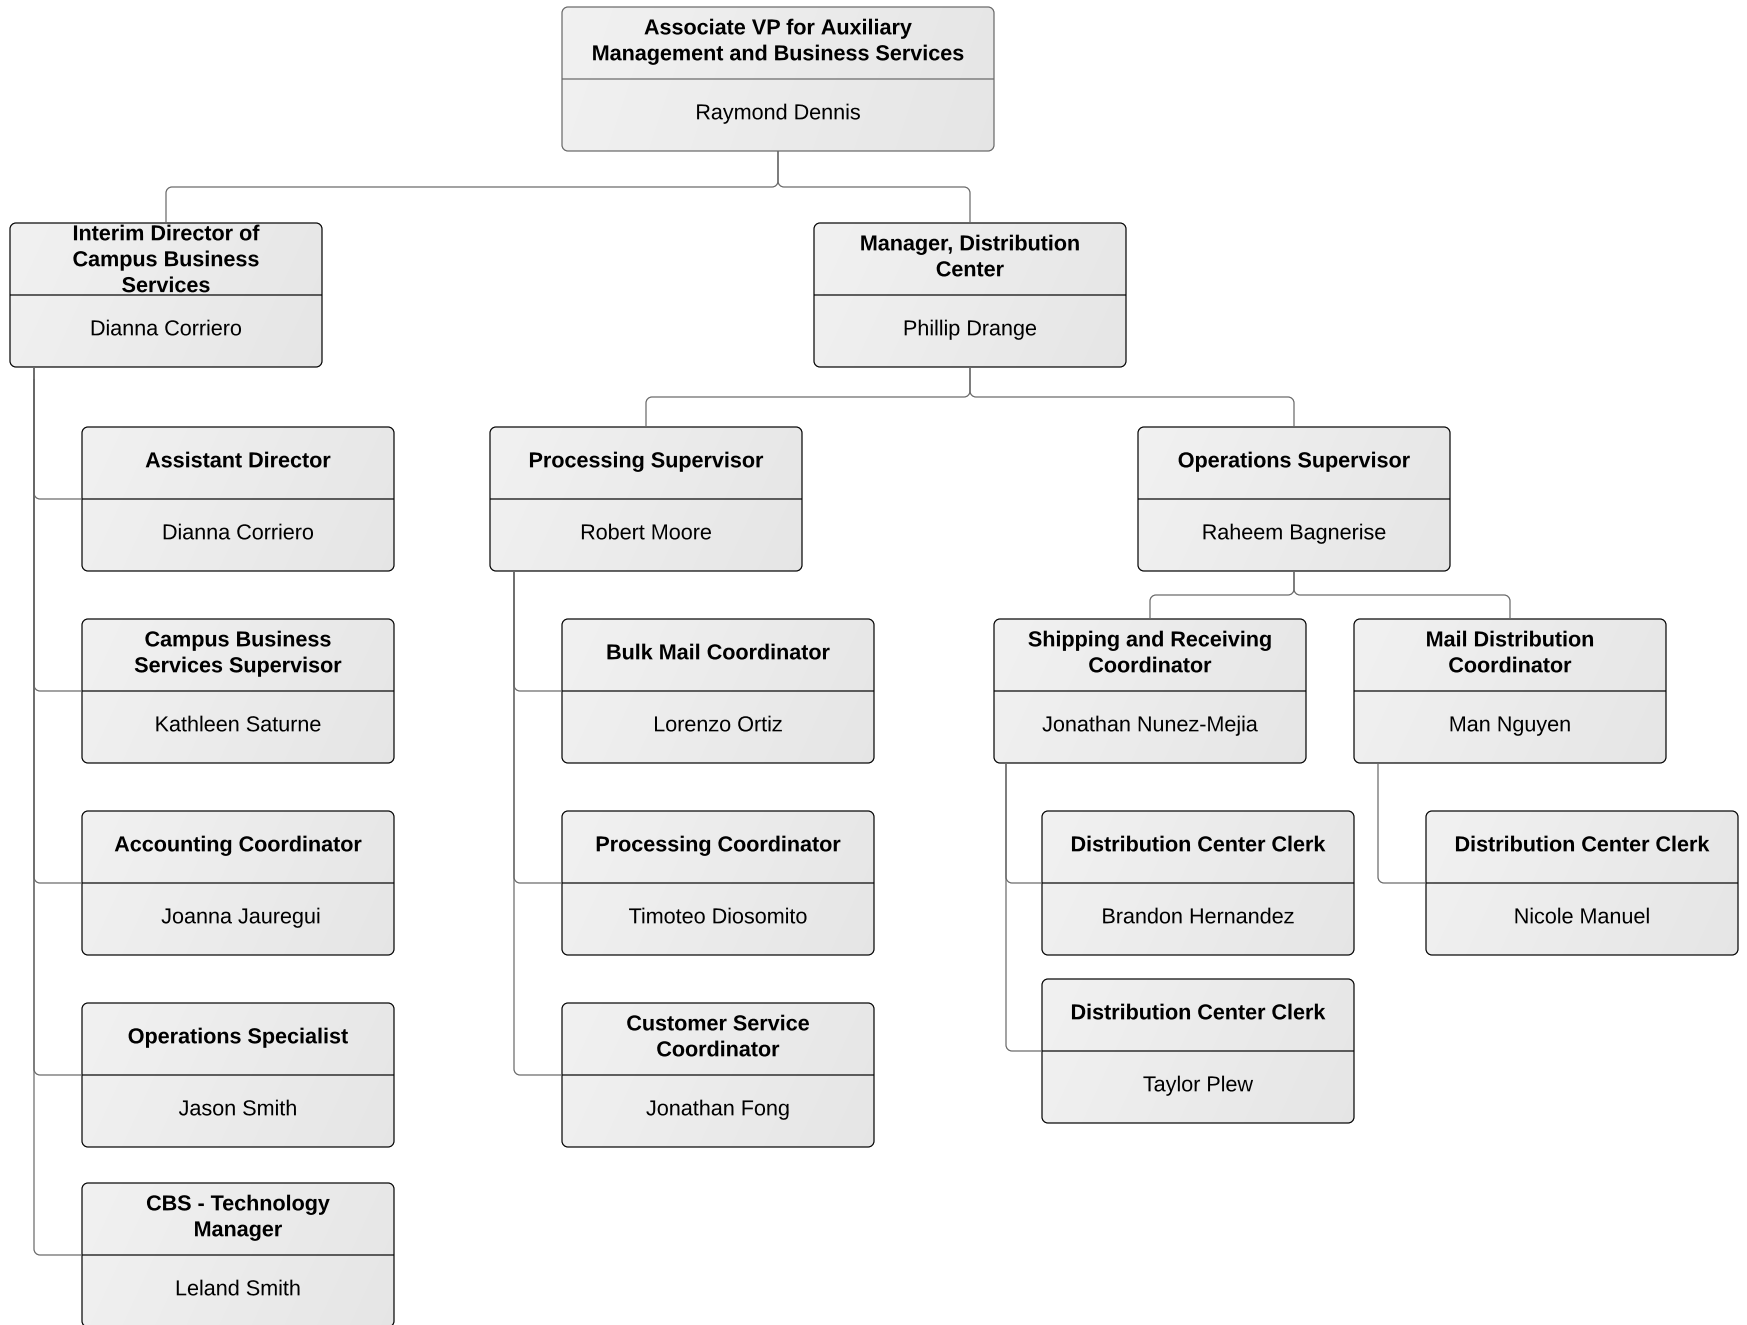 Associate VP for Auxiliary
Management and Business Services
Raymond Dennis
Interim Director of
Campus Business
Services
Dianna Corriero
Manager, Distribution
Center
Phillip Drange
Assistant Director
Dianna Corriero
Processing Supervisor
Robert Moore
Operations Supervisor
Raheem Bagnerise
Campus Business
Services Supervisor
Kathleen Saturne
Bulk Mail Coordinator
Lorenzo Ortiz
Shipping and Receiving
Coordinator
Jonathan Nunez-Mejia
Mail Distribution
Coordinator
Man Nguyen
Accounting Coordinator
Joanna Jauregui
Processing Coordinator
Timoteo Diosomito
Distribution Center Clerk
Brandon Hernandez
Distribution Center Clerk
Nicole Manuel
Operations Specialist
Jason Smith
Customer Service
Coordinator
Jonathan Fong
Distribution Center Clerk
Taylor Plew
CBS - Technology
Manager
Leland Smith